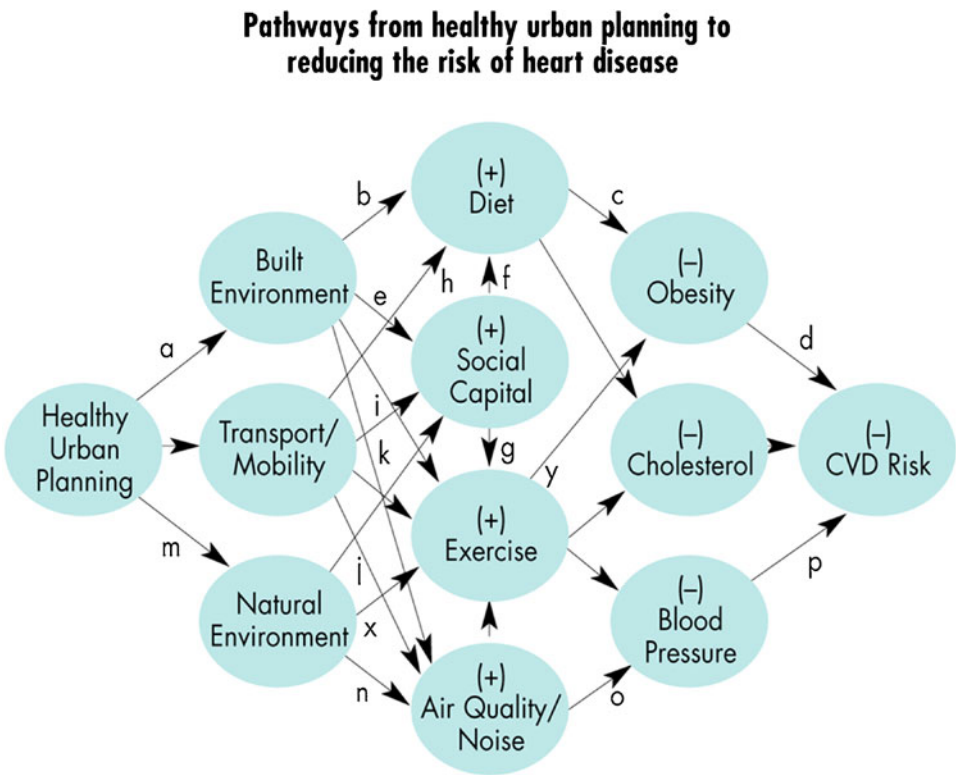 Pathways from healthy urban planning to
reducing the risk of heart disease
(+)
Diet
b
c
Built
Environment
h
f
(–)
Obesity
e
a
(+)
Social
Capital
d
Healthy
Urban
Planning
Transport/
Mobility
i
k
g
y
(–)
Cholesterol
(–)
CVD Risk
m
(+)
Exercise
j
p
Natural
Environment
x
(–)
Blood
Pressure
n
(+)
Air Quality/
Noise
o